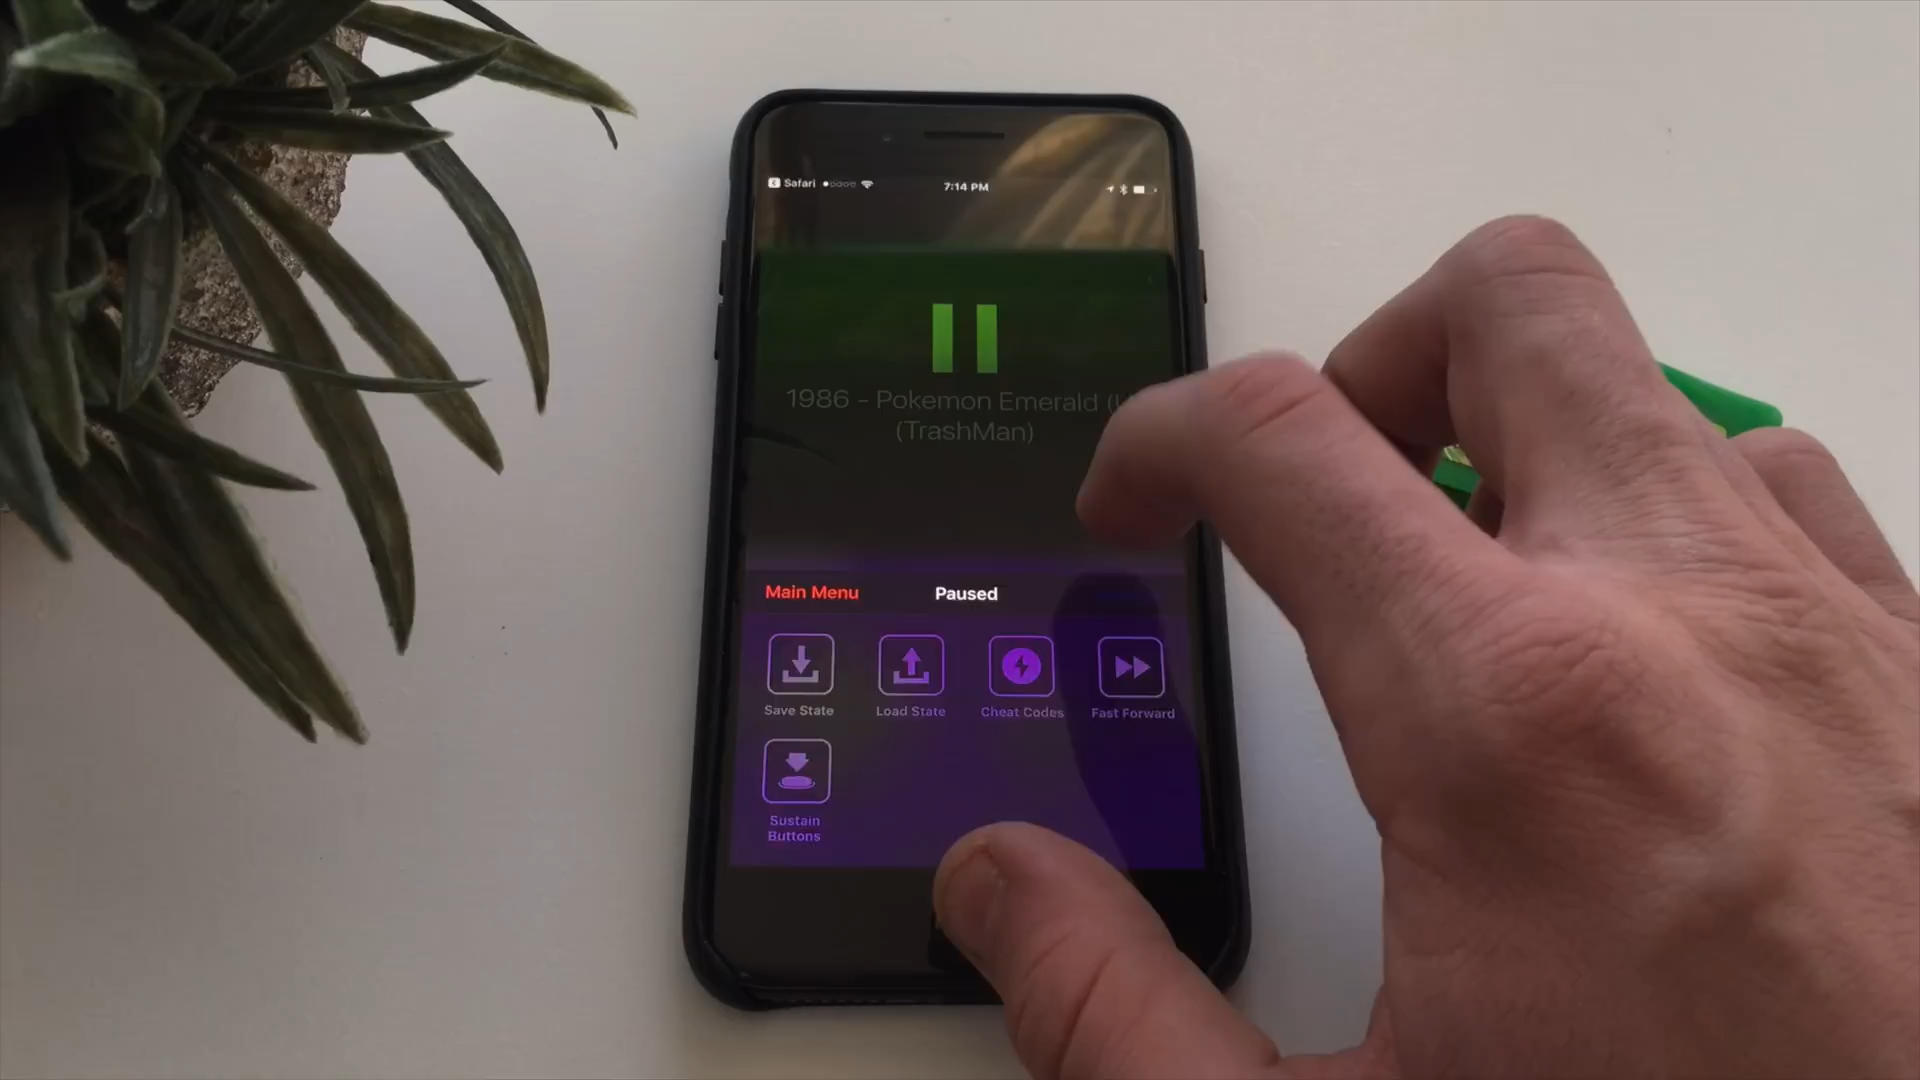 Safari
7:14 PM
1986 - Pokemon Emerald (U
(TrashMan)
Main Menu
Paused
Save State
Load State
Cheat Codes
Fast Forward
Sustain
Buttons